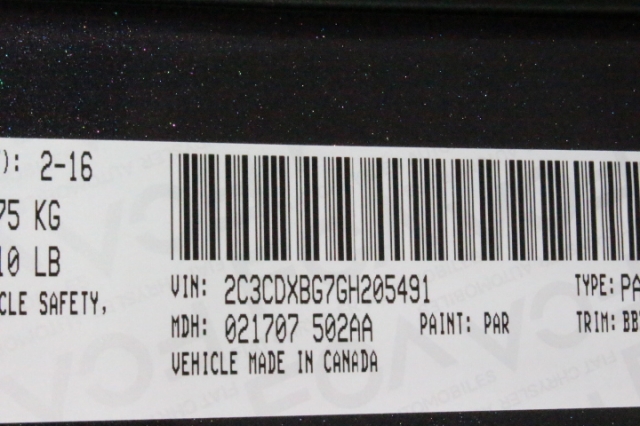 ): 2-16
75 KG
10 LB
VIN: 2C3CDXBG7GH205491 TYPE: PA
CLE SAFETY,
MDH: 021707 502AA PAINT: PAR TRIM: BB
VEHICLE MADE IN CANADA